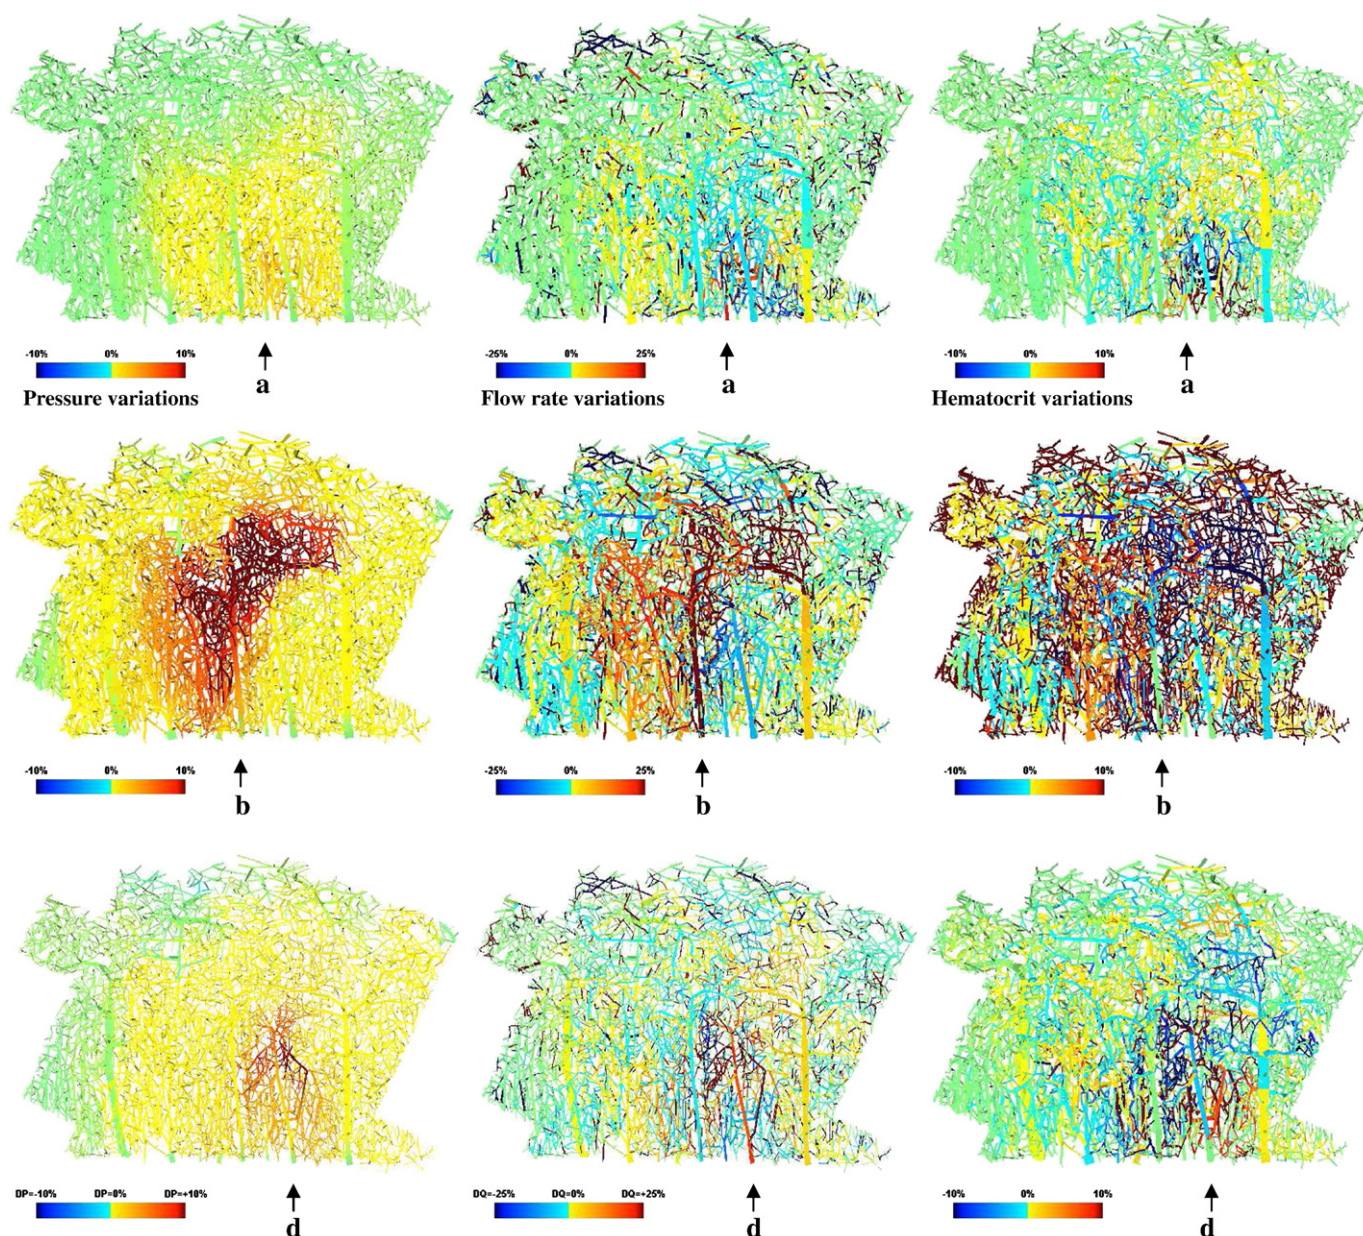 -10% 0% 10% -25% 0% 25% -10% 0% 10%
a a a
Pressure variations Flow rate variations Hematocrit variations
-10% 0% 10% -25% 0% 25% -10% 0% 10%
b b b
DP=-10% DP=0% DP=+10% DQ=-25% DQ=0% DQ=+25% -10% 0% 10%
d d d